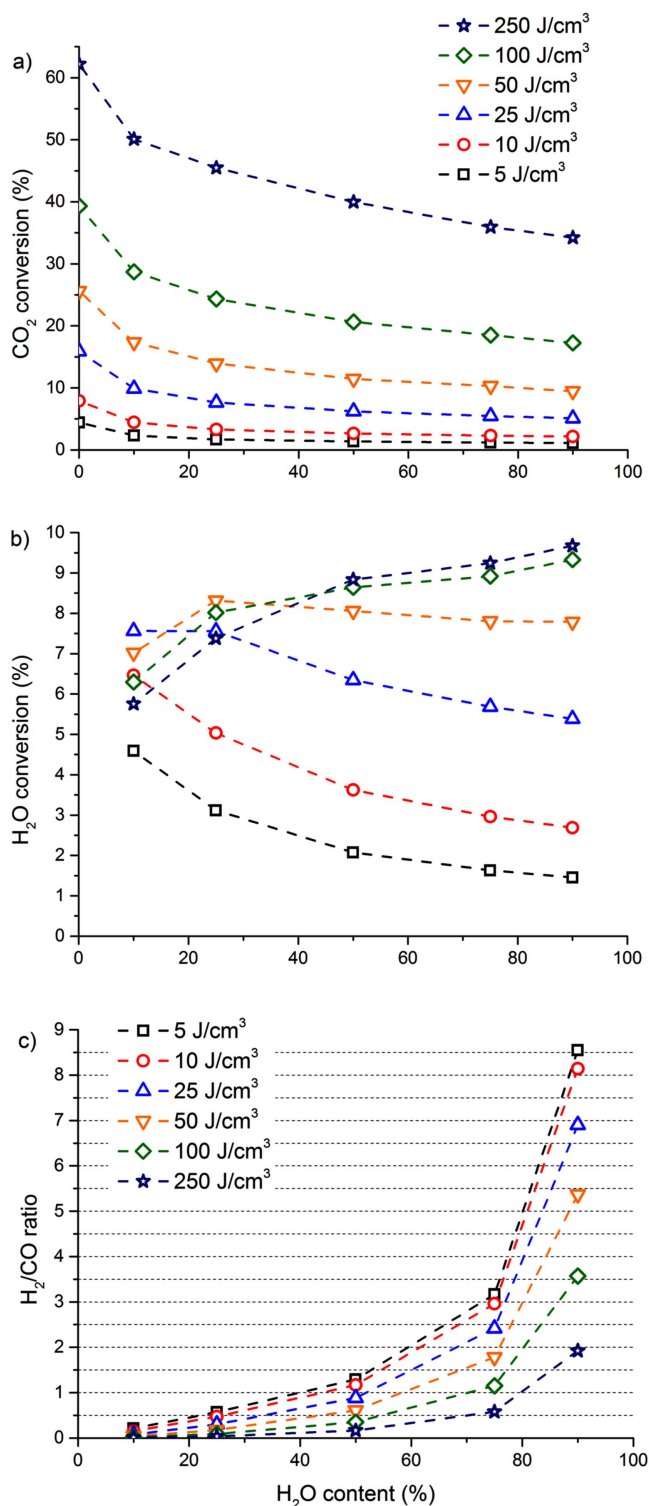 a)
250 J/cm³
100 J/cm³
50 J/cm³
25 J/cm³
10 J/cm³
5 J/cm³
CO₂ conversion (%)
60
50
40
30
20
10
0
0 20 40 60 80 100
b)
H₂O conversion (%)
10
9
8
7
6
5
4
3
2
1
0
0 20 40 60 80 100
c)
5 J/cm³
10 J/cm³
25 J/cm³
50 J/cm³
100 J/cm³
250 J/cm³
H₂/CO ratio
9
8
7
6
5
4
3
2
1
0
0 20 40 60 80 100
H₂O content (%)